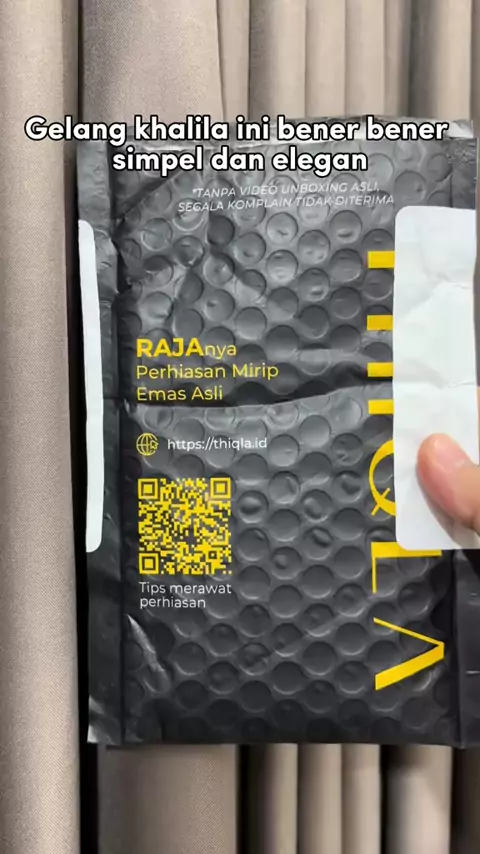 Gelang khalila ini bener bener
simpel dan elegan
*TANPA VIDEO UNBOXING ASLI,
SEGALA KOMPLAIN TIDAK DITERIMA
RAJAnya
Perhiasan Mirip
Emas Asli
https://thiqla.id
Tips merawat
perhiasan
THIQLA